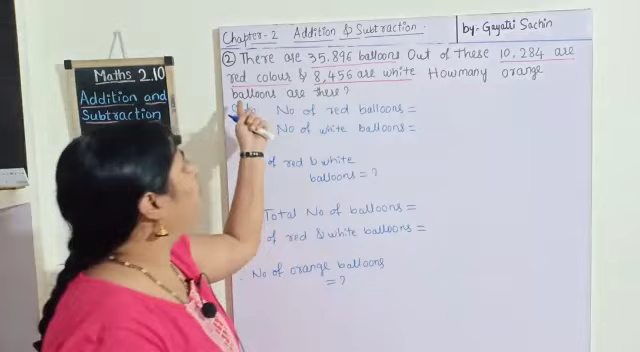 Chapter-2 Addition & Subtraction.
by:- Gayatri Sachin
Maths 2.10
Addition and
Subtraction
② There are 35,896 balloons Out of these 10,284 are
red colour & 8,456 are white How many orange
balloons are there?
No of red balloons =
No of white balloons =
of red & white
balloons = ?
Total No of balloons =
of red & white balloons =
No of orange balloons
= ?